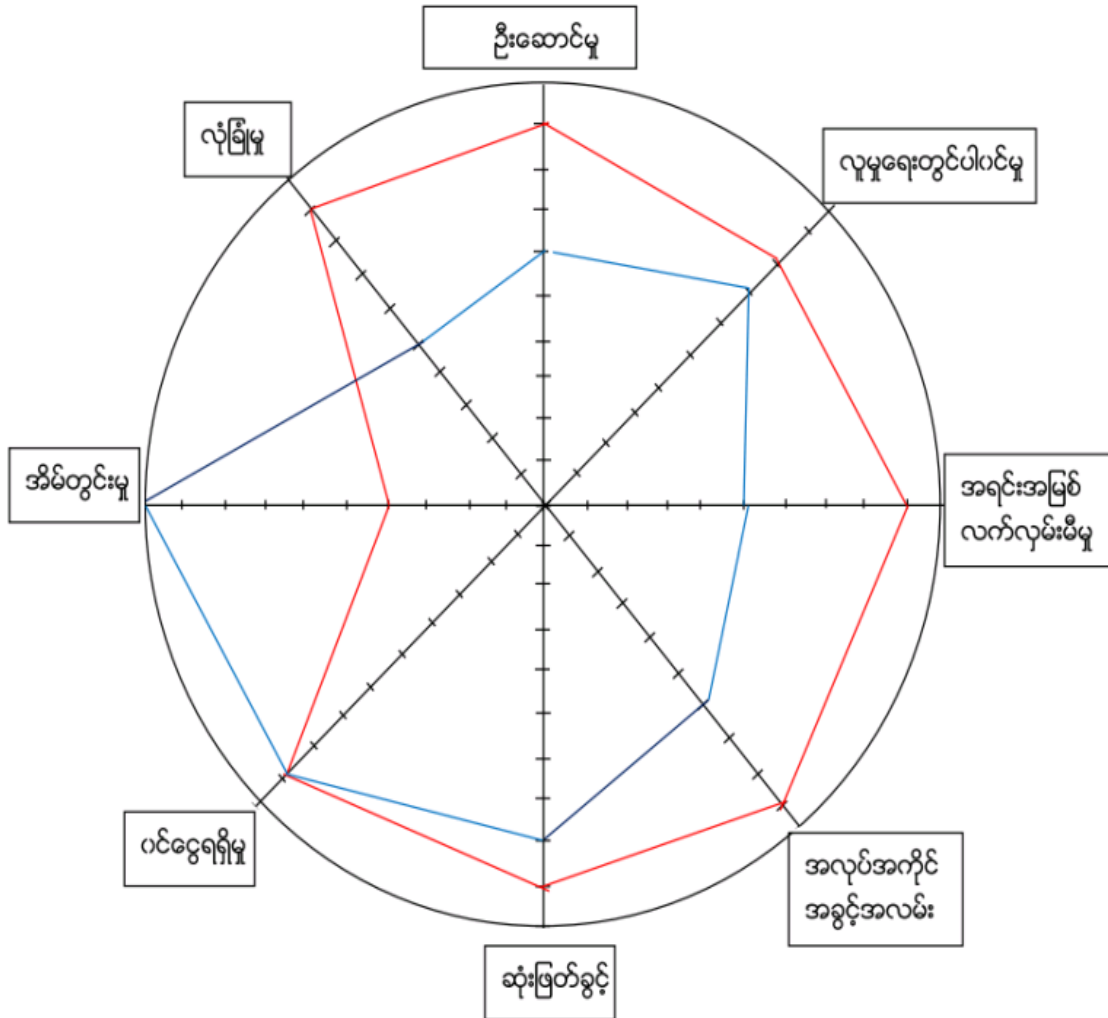 ဦးဆောင်မှု
လုံခြုံမှု
လူမှုရေးတွင်ပါဝင်မှု
အိမ်တွင်းမှု
အရင်းအမြစ်
လက်လှမ်းမီမှု
ဝင်ငွေရရှိမှု
အလုပ်အကိုင်
အခွင့်အလမ်း
ဆုံးဖြတ်ခွင့်